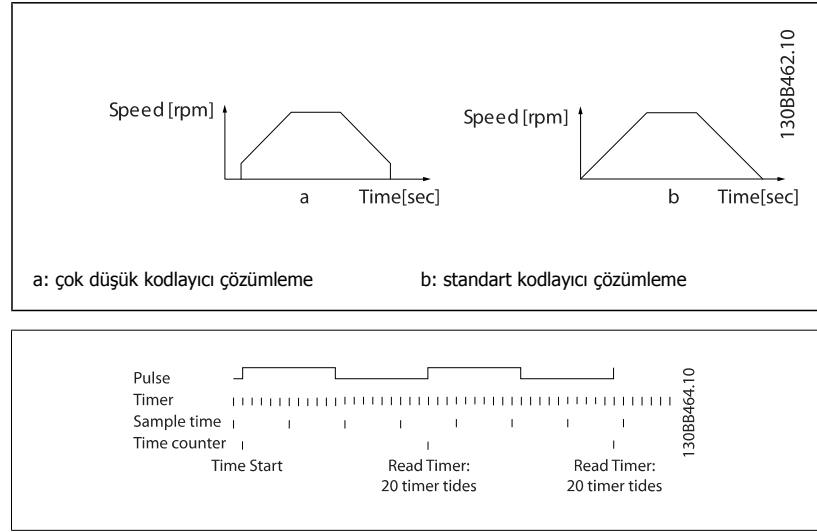 Speed [rpm]
a
Time[sec]
Speed [rpm]
b
Time[sec]
130BB462.10
a: çok düşük kodlayıcı çözümleme
b: standart kodlayıcı çözümleme
Pulse
Timer
Sample time
Time counter
Time Start
Read Timer:
20 timer tides
Read Timer:
20 timer tides
130BB464.10